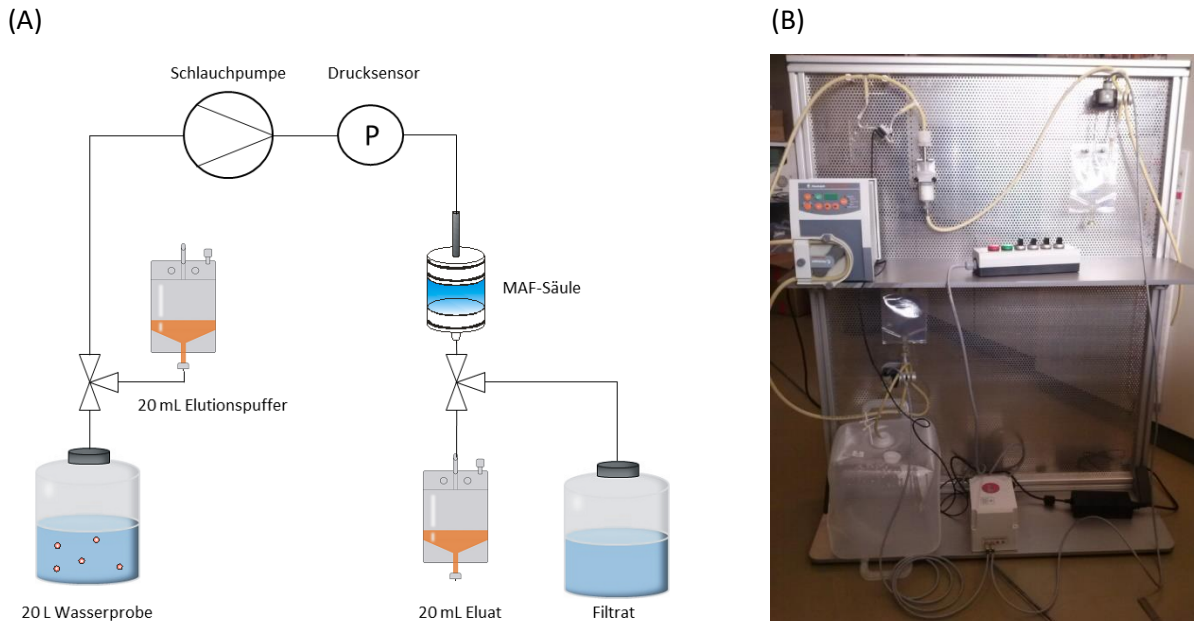 (A)
(B)
Schlauchpumpe
Drucksensor
P
MAF-Säule
20 mL Elutionspuffer
20 L Wasserprobe
20 mL Eluat
Filtrat